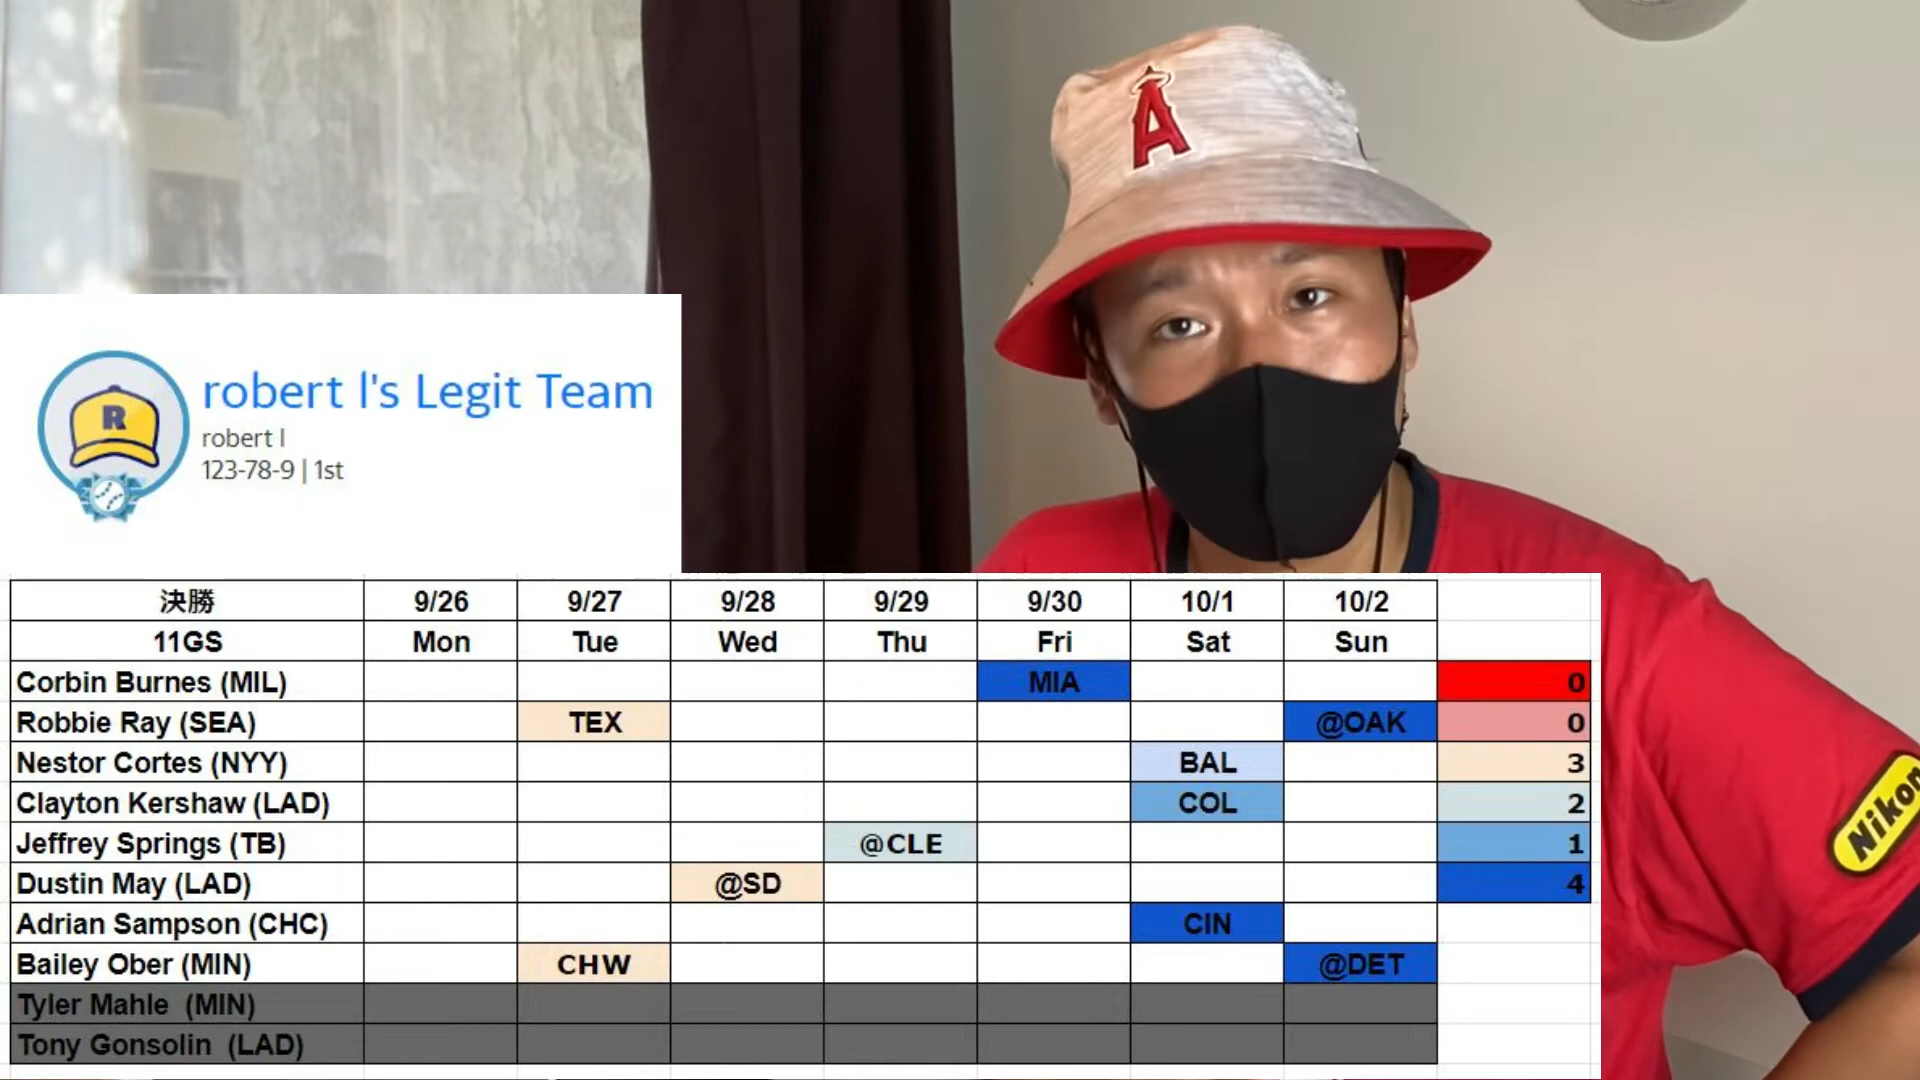 A
robert l's Legit Team
R
robert l
123-78-9 | 1st
決勝 9/26 9/27 9/28 9/29 9/30 10/1 10/2
11GS Mon Tue Wed Thu Fri Sat Sun
Corbin Burnes (MIL) MIA 0
Robbie Ray (SEA) TEX @OAK 0
Nestor Cortes (NYY) BAL 3
Clayton Kershaw (LAD) COL 2
Jeffrey Springs (TB) @CLE 1
Dustin May (LAD) @SD 4
Adrian Sampson (CHC) CIN
Bailey Ober (MIN) CHW @DET
Tyler Mahle (MIN)
Tony Gonsolin (LAD)
Nikon